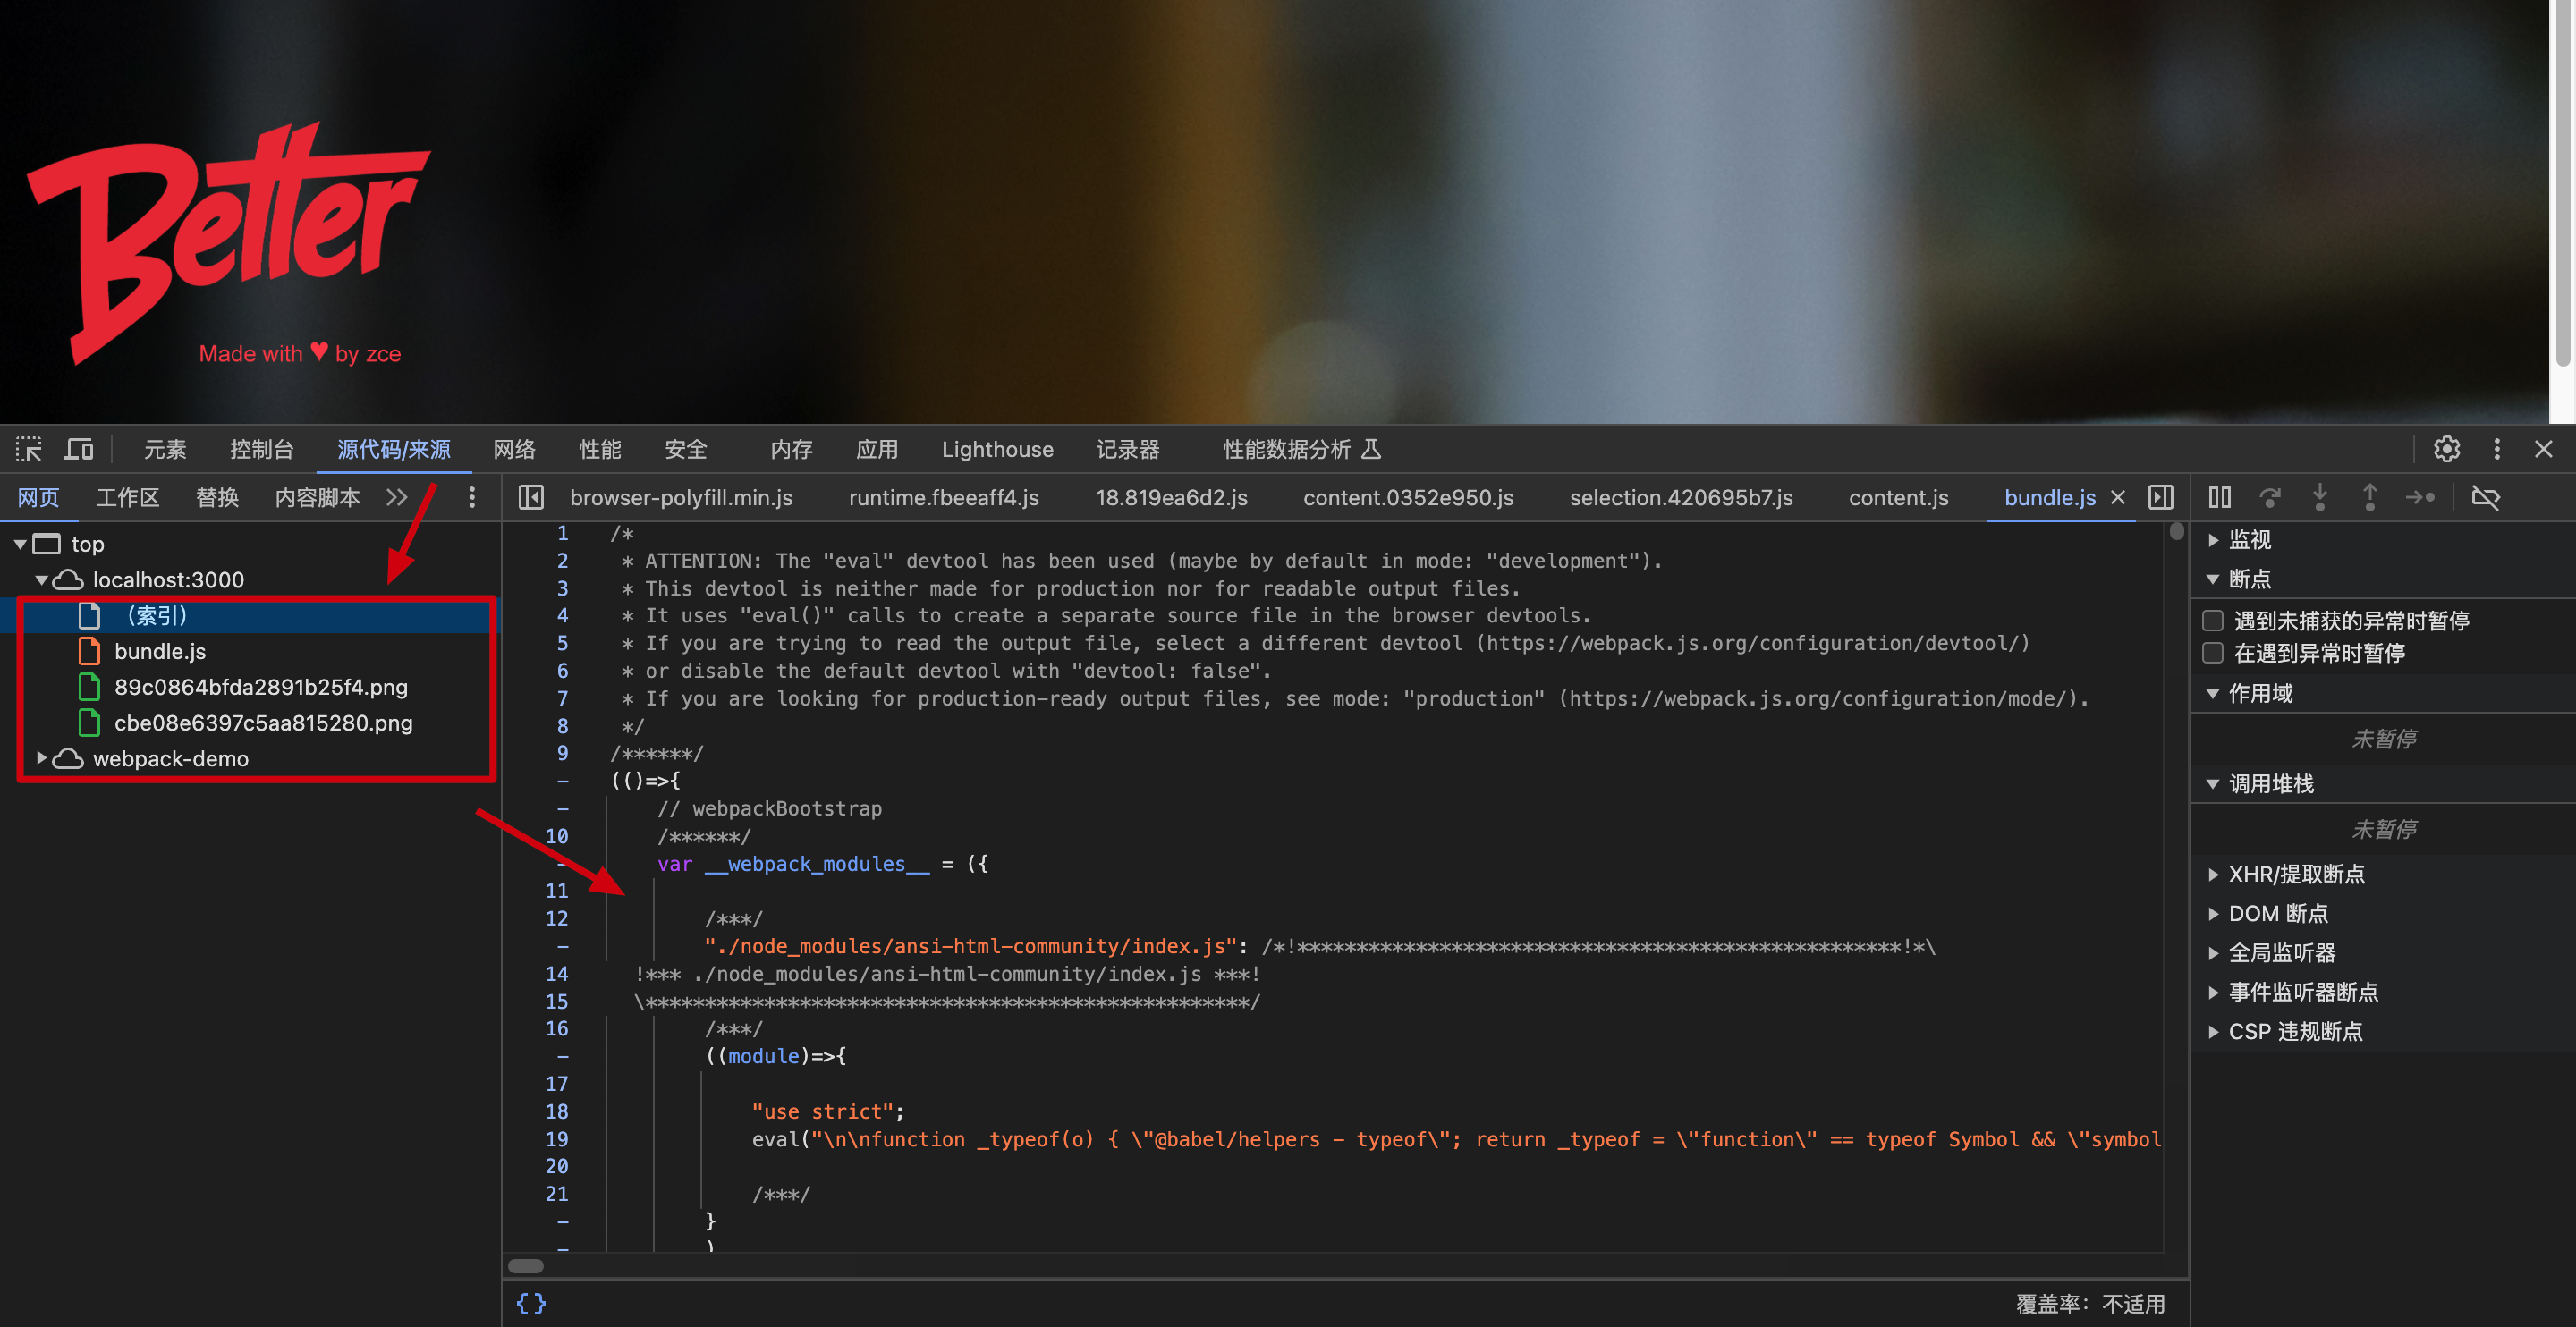 Better
Made with ♥ by zce
元素 控制台 源代码/来源 网络 性能 安全 内存 应用 Lighthouse 记录器 性能数据分析
网页 工作区 替换 内容脚本
browser-polyfill.min.js runtime.fbeeaff4.js 18.819ea6d2.js content.0352e950.js selection.420695b7.js content.js bundle.js
top
localhost:3000
（索引）
bundle.js
89c0864bfda2891b25f4.png
cbe08e6397c5aa815280.png
webpack-demo
1 /*
2 * ATTENTION: The "eval" devtool has been used (maybe by default in mode: "development").
3 * This devtool is neither made for production nor for readable output files.
4 * It uses "eval()" calls to create a separate source file in the browser devtools.
5 * If you are trying to read the output file, select a different devtool (https://webpack.js.org/configuration/devtool/)
6 * or disable the default devtool with "devtool: false".
7 * If you are looking for production-ready output files, see mode: "production" (https://webpack.js.org/configuration/mode/).
8 */
9 /******/
- (()=>{
- // webpackBootstrap
10 /******/
- var __webpack_modules__ = ({
11
12 /***/
- "./node_modules/ansi-html-community/index.js": /*!***************************************************!*\
14 !*** ./node_modules/ansi-html-community/index.js ***!
15 \***************************************************/
16 /***/
- ((module)=>{
17
18 "use strict";
19 eval("\n\nfunction _typeof(o) { \"@babel/helpers - typeof\"; return _typeof = \"function\" == typeof Symbol && \"symbol
20
21 /***/
- }
- )
{}
覆盖率：不适用
监视
断点
遇到未捕获的异常时暂停
在遇到异常时暂停
作用域
未暂停
调用堆栈
未暂停
XHR/提取断点
DOM 断点
全局监听器
事件监听器断点
CSP 违规断点